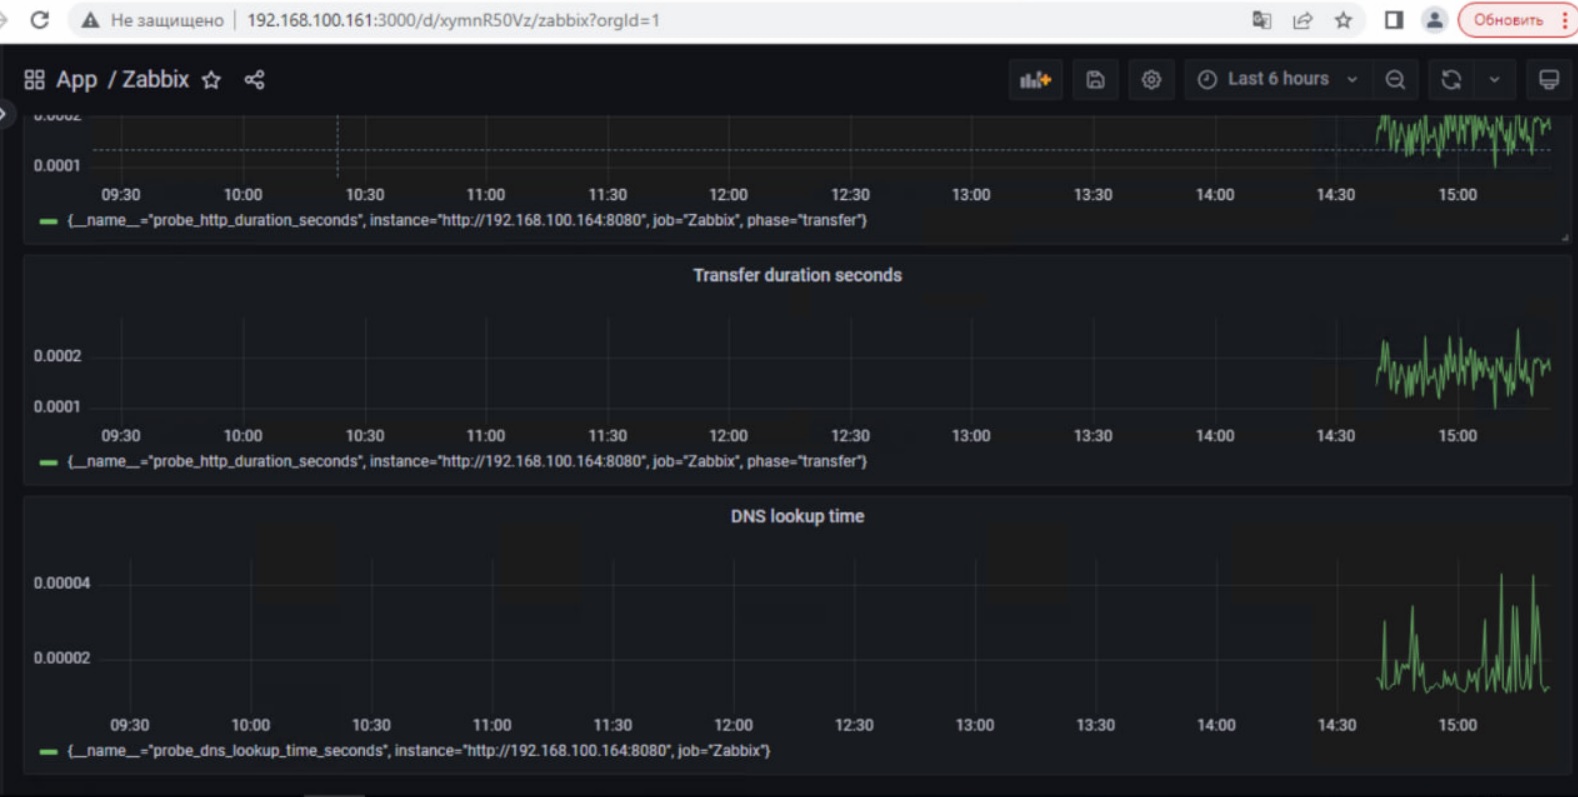 Не защищено 192.168.100.161:3000/d/xymnR50Vz/zabbix?orgId=1 Обновить
App / Zabbix Last 6 hours
0.0002
0.0001
09:30 10:00 10:30 11:00 11:30 12:00 12:30 13:00 13:30 14:00 14:30 15:00
{__name__="probe_http_duration_seconds", instance="http://192.168.100.164:8080", job="Zabbix", phase="transfer"}
Transfer duration seconds
0.0002
0.0001
09:30 10:00 10:30 11:00 11:30 12:00 12:30 13:00 13:30 14:00 14:30 15:00
{__name__="probe_http_duration_seconds", instance="http://192.168.100.164:8080", job="Zabbix", phase="transfer"}
DNS lookup time
0.00004
0.00002
09:30 10:00 10:30 11:00 11:30 12:00 12:30 13:00 13:30 14:00 14:30 15:00
{__name__="probe_dns_lookup_time_seconds", instance="http://192.168.100.164:8080", job="Zabbix"}